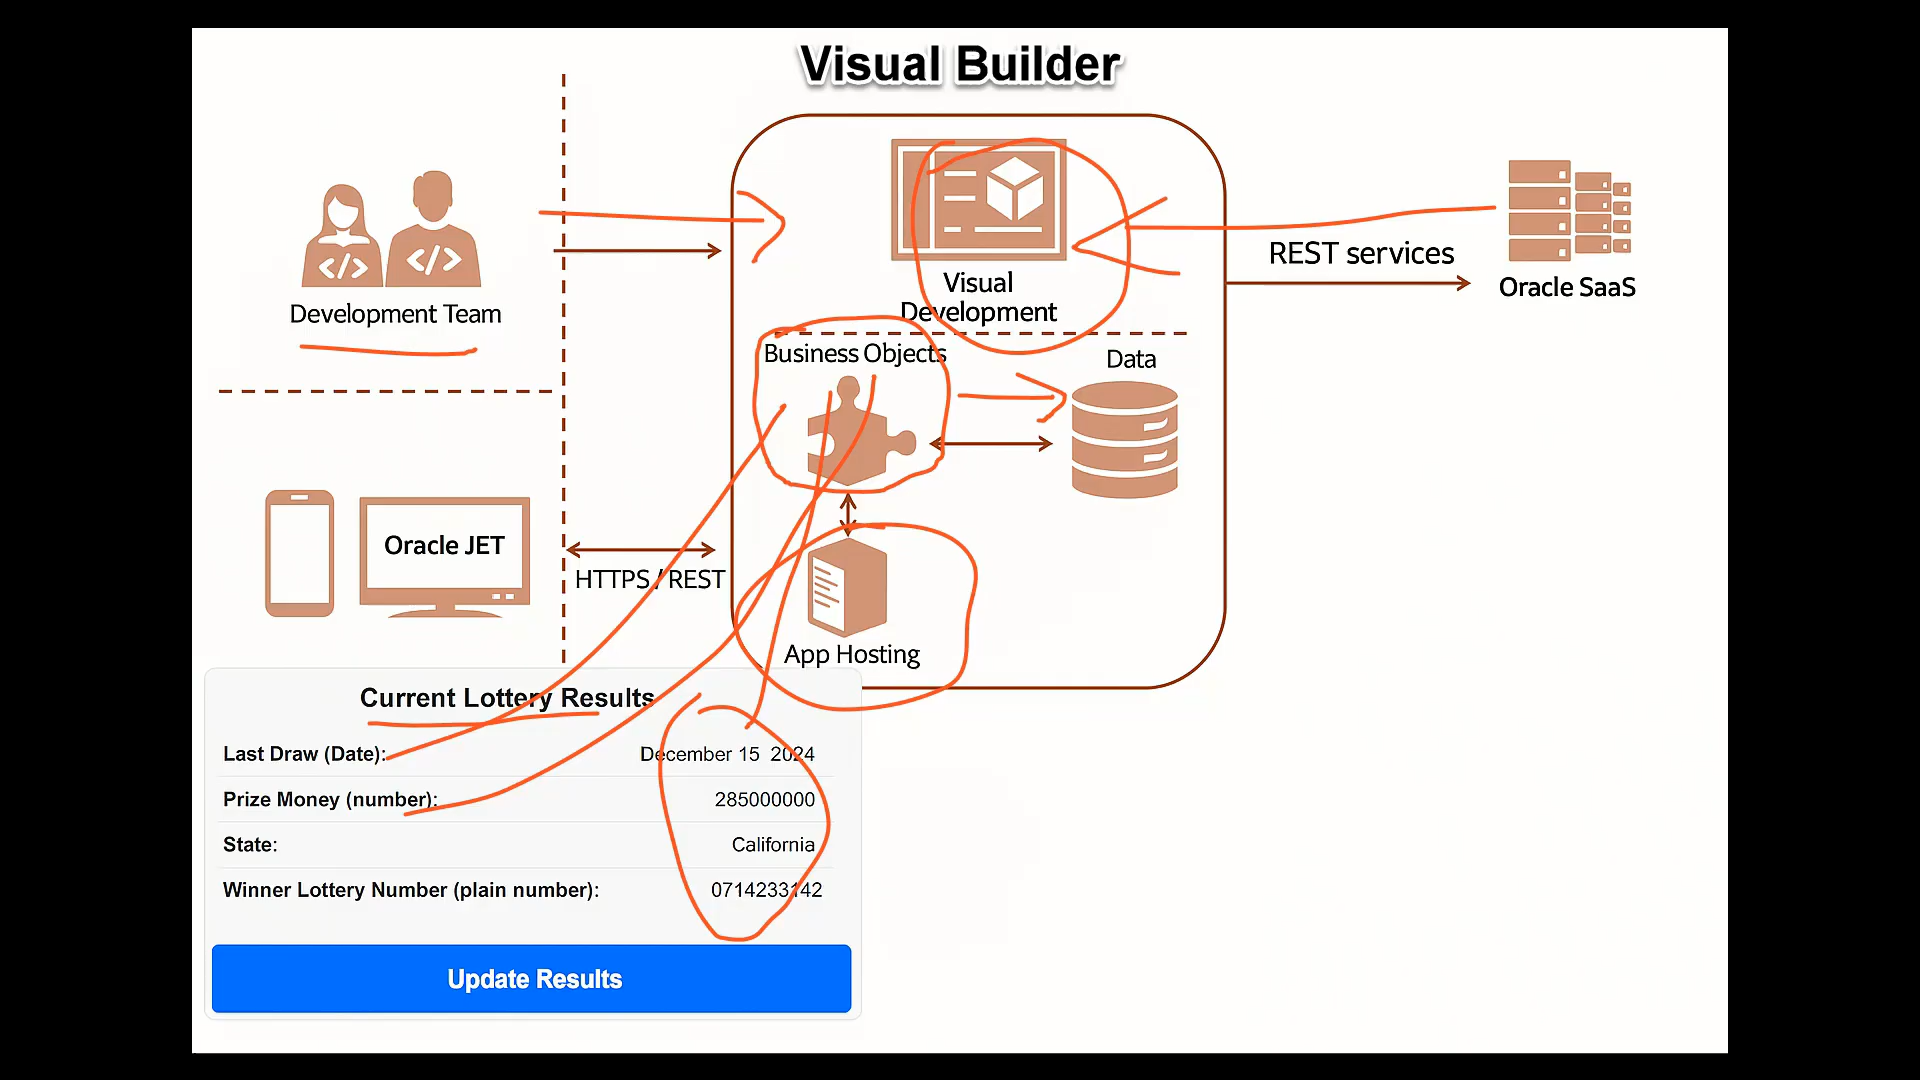 Visual Builder
</>
</>
Development Team
Visual
Development
REST services
Oracle SaaS
Business Objects
Data
Oracle JET
HTTPS / REST
App Hosting
Current Lottery Results
Last Draw (Date): December 15 2024
Prize Money (number): 285000000
State: California
Winner Lottery Number (plain number): 0714233142
Update Results